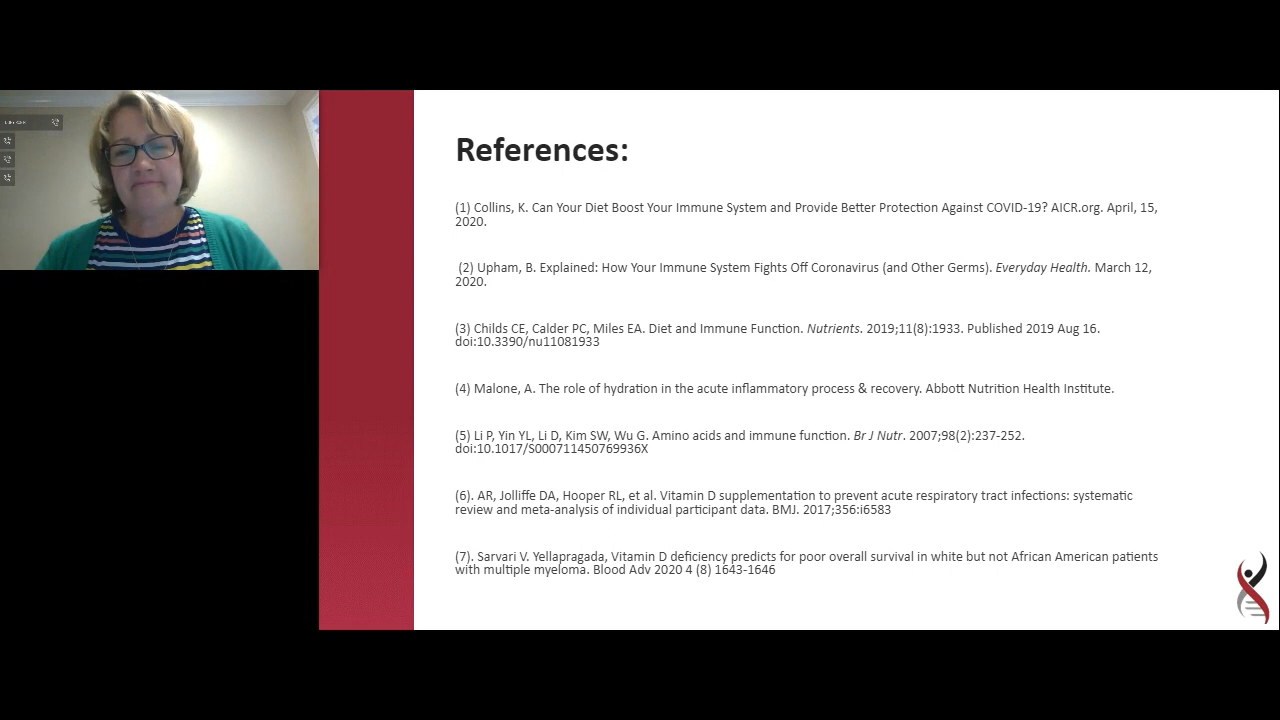 References:
(1) Collins, K. Can Your Diet Boost Your Immune System and Provide Better Protection Against COVID-19? AICR.org. April, 15,
2020.
(2) Upham, B. Explained: How Your Immune System Fights Off Coronavirus (and Other Germs). Everyday Health. March 12,
2020.
(3) Childs CE, Calder PC, Miles EA. Diet and Immune Function. Nutrients. 2019;11(8):1933. Published 2019 Aug 16.
doi:10.3390/nu11081933
(4) Malone, A. The role of hydration in the acute inflammatory process & recovery. Abbott Nutrition Health Institute.
(5) Li P, Yin YL, Li D, Kim SW, Wu G. Amino acids and immune function. Br J Nutr. 2007;98(2):237-252.
doi:10.1017/S000711450769936X
(6). AR, Jolliffe DA, Hooper RL, et al. Vitamin D supplementation to prevent acute respiratory tract infections: systematic
review and meta-analysis of individual participant data. BMJ. 2017;356:i6583
(7). Sarvari V. Yellapragada, Vitamin D deficiency predicts for poor overall survival in white but not African American patients
with multiple myeloma. Blood Adv 2020 4 (8) 1643-1646